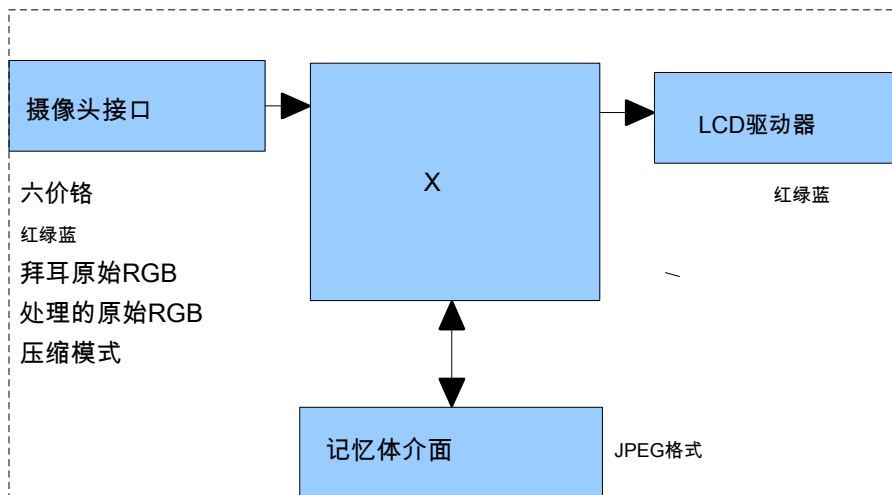 摄像头接口
X
LCD驱动器
六价铬
红绿蓝
拜耳原始RGB
处理的原始RGB
压缩模式
红绿蓝
记忆体介面
JPEG格式